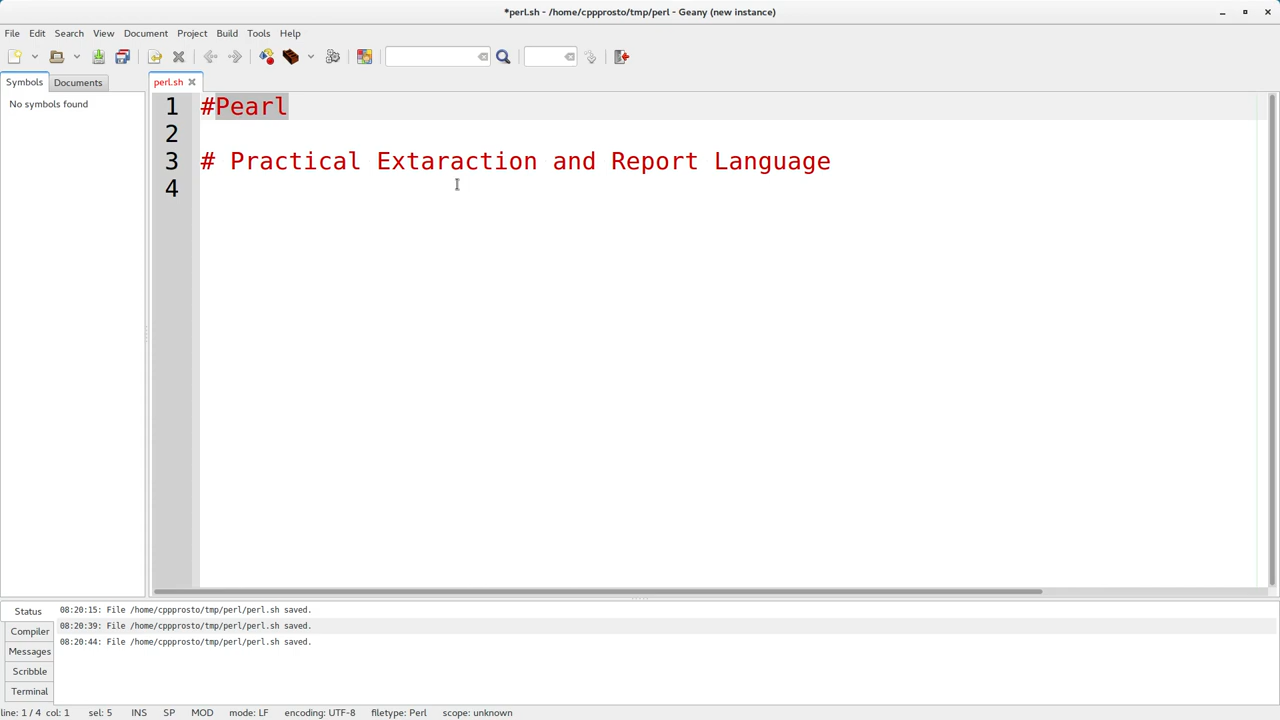 *perl.sh - /home/cppprosto/tmp/perl - Geany (new instance)
File Edit Search View Document Project Build Tools Help
Symbols Documents
perl.sh
No symbols found
1 #Pearl
2
3 # Practical Extaraction and Report Language
4
Status
Compiler
Messages
Scribble
Terminal
08:20:15: File /home/cppprosto/tmp/perl/perl.sh saved.
08:20:39: File /home/cppprosto/tmp/perl/perl.sh saved.
08:20:44: File /home/cppprosto/tmp/perl/perl.sh saved.
line: 1 / 4 col: 1 sel: 5 INS SP MOD mode: LF encoding: UTF-8 filetype: Perl scope: unknown